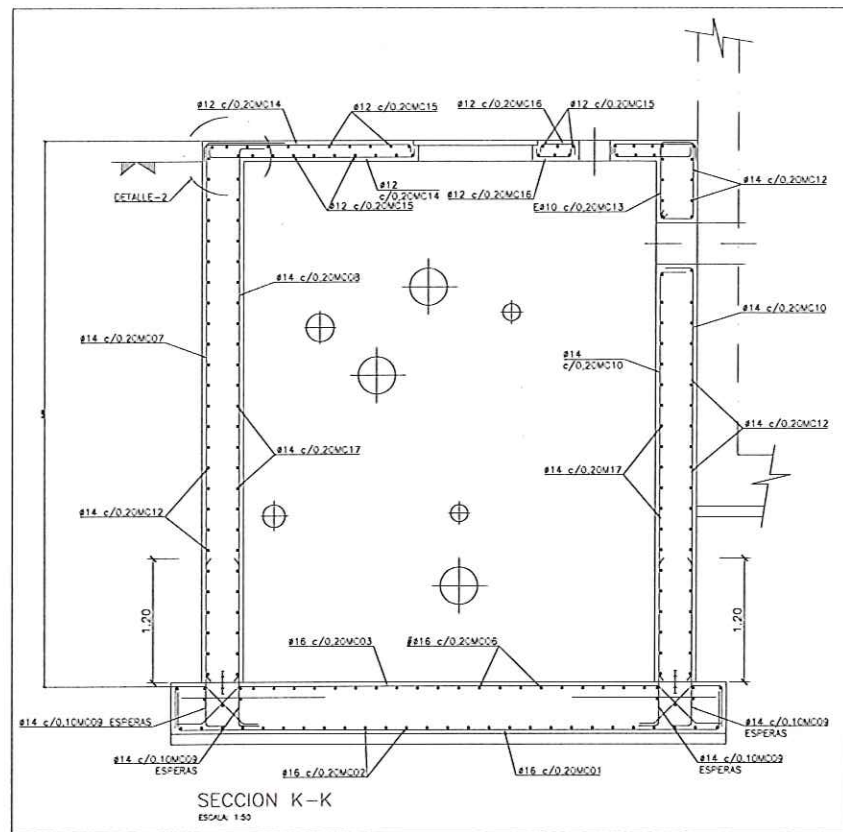 ø12 c/0,20MC14
ø12 c/0,20MC15
ø12 c/0,20MC16
ø12 c/0,20MC15
DETALLE-2
ø12
c/0,20MC14
ø12 c/0,20MC15
ø12 c/0,20MC16
Eø10 c/0,20MC13
ø14 c/0,20MC12
ø14 c/0,20MC08
ø14 c/0,20MC10
ø14 c/0,20MC07
ø14
c/0,20MC10
ø14 c/0,20MC17
ø14 c/0,20MC12
ø14 c/0,20M17
ø14 c/0,20MC12
1.20
1.20
ø16 c/0,20MC03
ø16 c/0,20MC06
ø14 c/0,10MC09 ESPERAS
ø14 c/0,10MC09
ESPERAS
ø14 c/0,10MC09
ESPERAS
ø14 c/0,10MC09
ESPERAS
ø16 c/0,20MC02
ø16 c/0,20MC01
SECCION K-K
ESCALA: 1:50